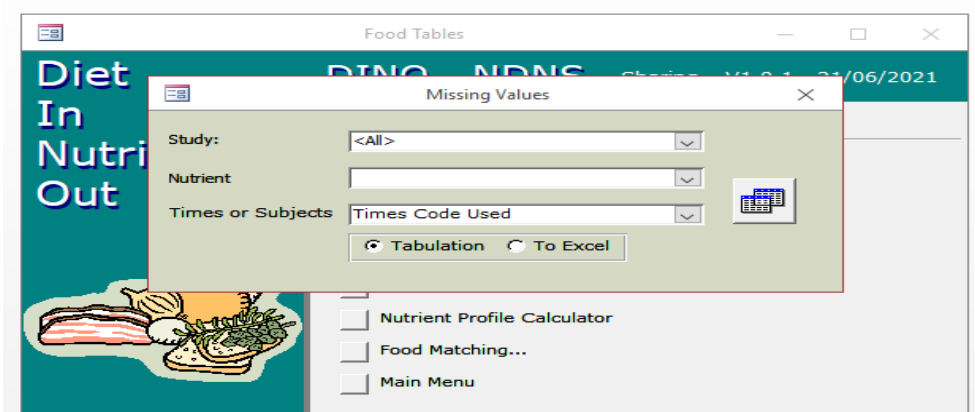 Food Tables
Diet
In
Nutri
Out
21/06/2021
Missing Values
Study:
<All>
Nutrient
Times or Subjects
Times Code Used
Tabulation
To Excel
Nutrient Profile Calculator
Food Matching...
Main Menu